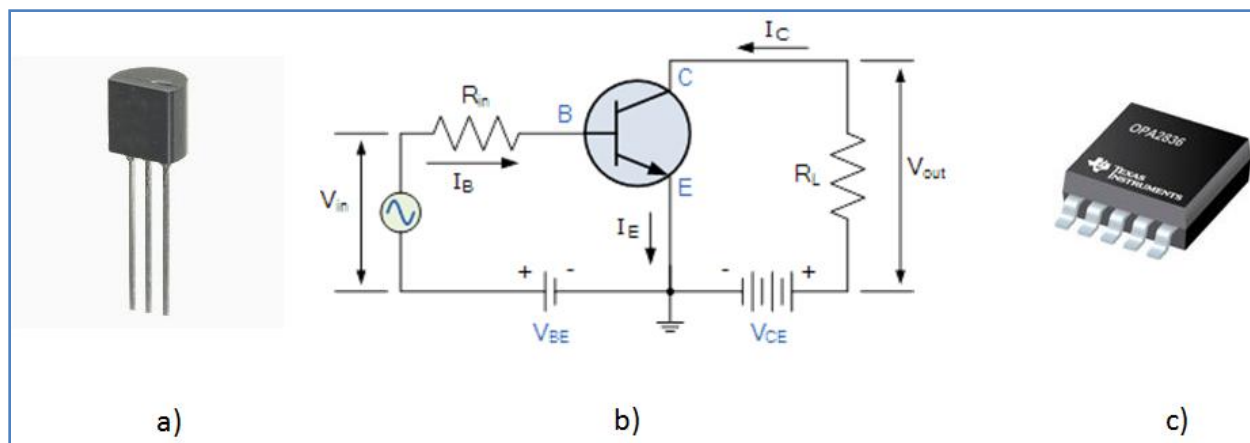 I_C
C
R_in
B
I_B
V_in
E
R_L
V_out
I_E
+ -
- +
V_BE
V_CE
OPA2836
TEXAS
INSTRUMENTS
a)
b)
c)